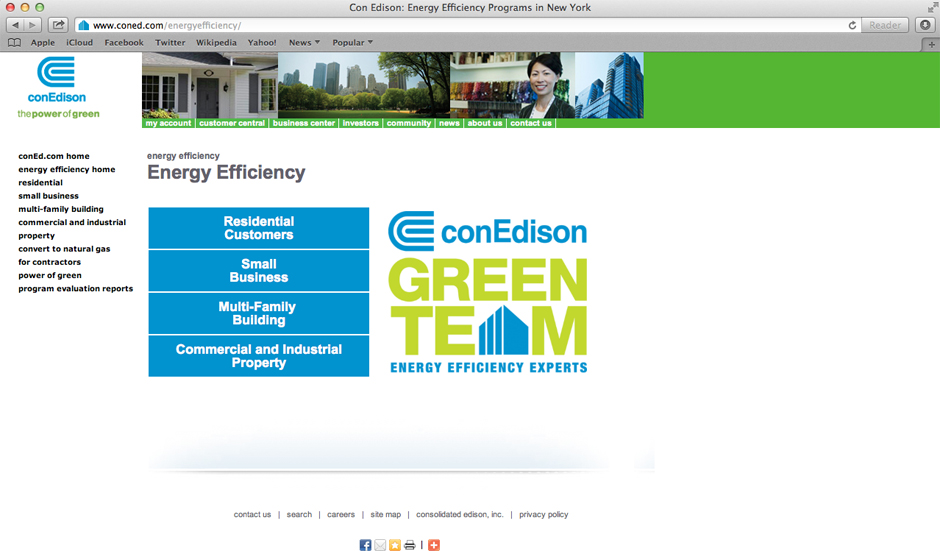 Con Edison: Energy Efficiency Programs in New York
www.coned.com/energyefficiency/
Reader
Apple iCloud Facebook Twitter Wikipedia Yahoo! News Popular
conEdison
thepowerofgreen
my account | customer central | business center | investors | community | news | about us | contact us |
conEd.com home
energy efficiency home
residential
small business
multi-family building
commercial and industrial
property
convert to natural gas
for contractors
power of green
program evaluation reports
energy efficiency
Energy Efficiency
Residential
Customers
Small
Business
Multi-Family
Building
Commercial and Industrial
Property
conEdison
GREEN
TEAM
ENERGY EFFICIENCY EXPERTS
contact us | search | careers | site map | consolidated edison, inc. | privacy policy